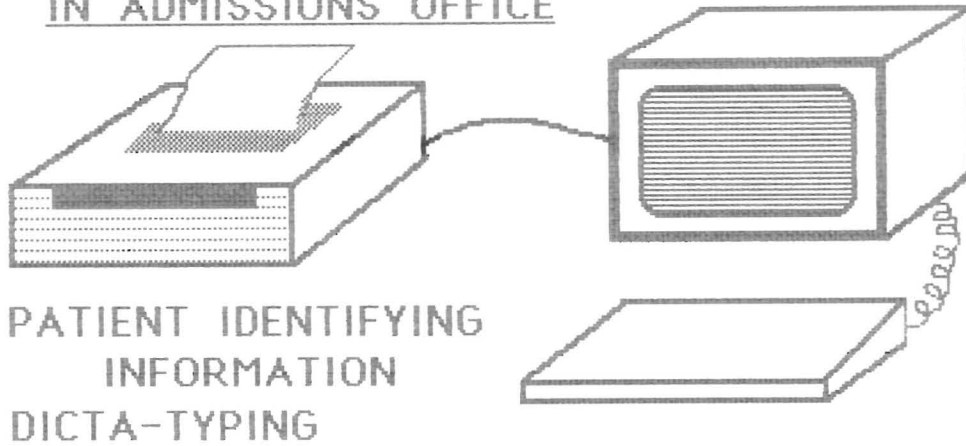 IN ADMISSIONS OFFICE
PATIENT IDENTIFYING
INFORMATION
DICTA-TYPING